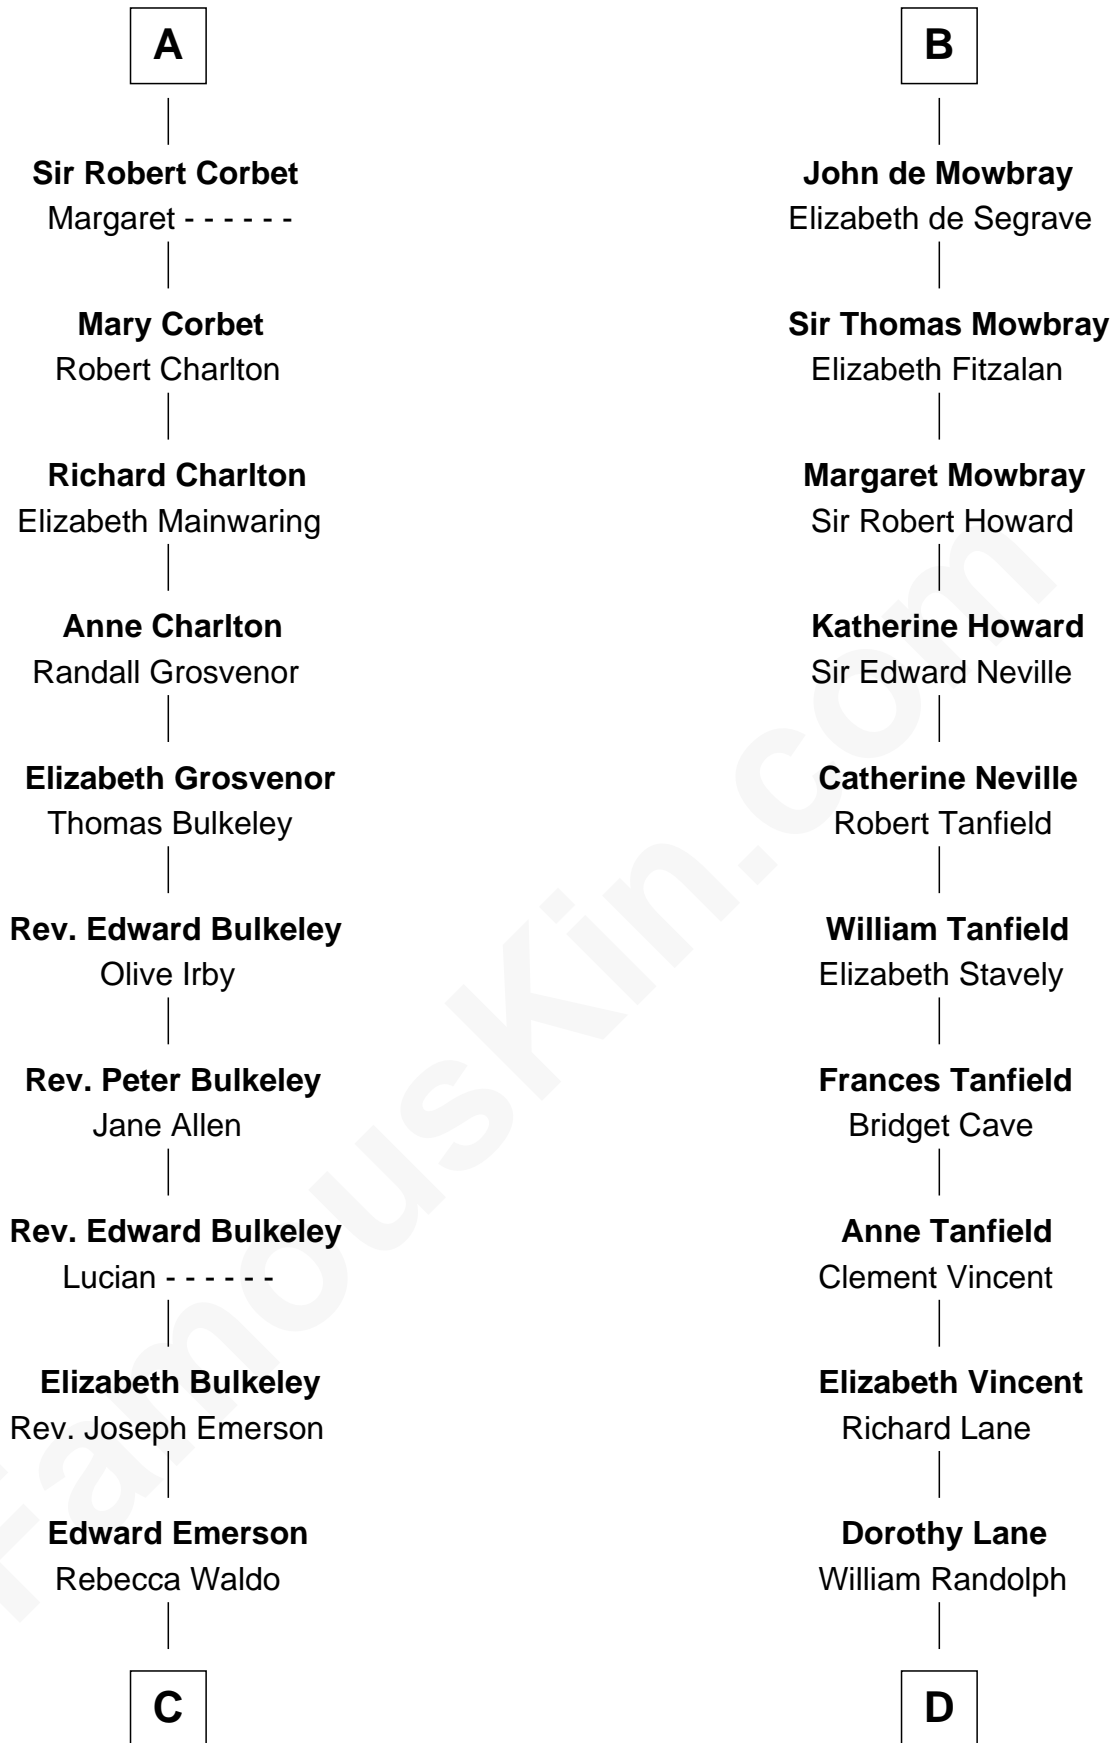 A
Sir Robert Corbet
Margaret - - - - - -
Mary Corbet
Robert Charlton
Richard Charlton
Elizabeth Mainwaring
Anne Charlton
Randall Grosvenor
Elizabeth Grosvenor
Thomas Bulkeley
Rev. Edward Bulkeley
Olive Irby
Rev. Peter Bulkeley
Jane Allen
Rev. Edward Bulkeley
Lucian - - - - - -
Elizabeth Bulkeley
Rev. Joseph Emerson
Edward Emerson
Rebecca Waldo
C
B
John de Mowbray
Elizabeth de Segrave
Sir Thomas Mowbray
Elizabeth Fitzalan
Margaret Mowbray
Sir Robert Howard
Katherine Howard
Sir Edward Neville
Catherine Neville
Robert Tanfield
William Tanfield
Elizabeth Stavely
Frances Tanfield
Bridget Cave
Anne Tanfield
Clement Vincent
Elizabeth Vincent
Richard Lane
Dorothy Lane
William Randolph
D
FamousKin.com